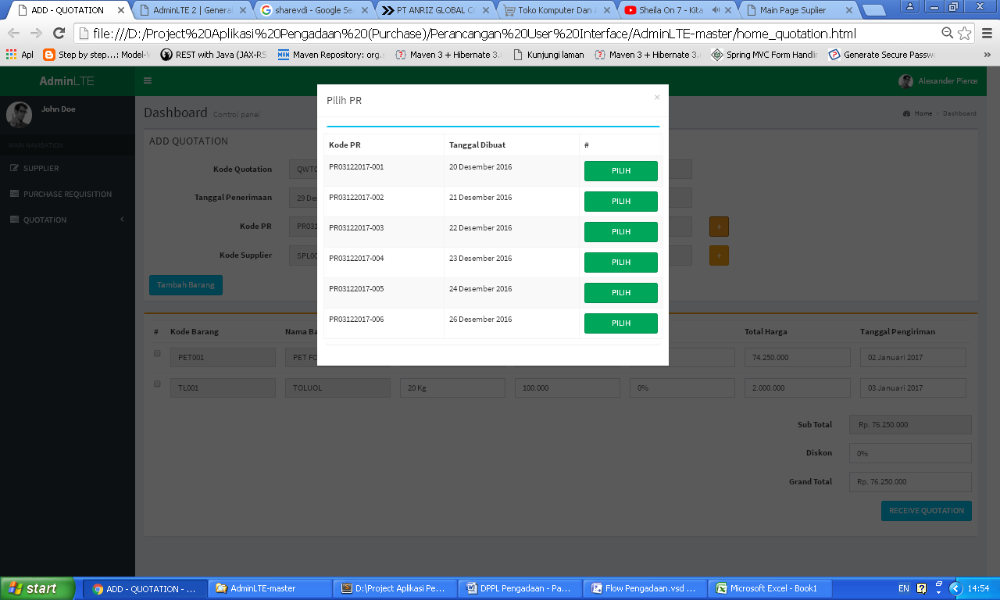 ADD - QUOTATION
AdminLTE 2 | General
sharevdi - Google Se
PT ANRIZ GLOBAL C
Toko Komputer Dan A
Sheila On 7 - Kita
Main Page Suplier
file:///D:/Project%20Aplikasi%20Pengadaan%20(Purchase)/Perancangan%20User%20Interface/AdminLTE-master/home_quotation.html
Apl
Step by step...: Model-V
REST with Java (JAX-RS
Maven Repository: org.s
Maven 3 + Hibernate 3.
Kunjungi laman
Maven 3 + Hibernate 3.
Spring MVC Form Handlin
Generate Secure Passw
»
AdminLTE
Alexander Pierce
John Doe
MAIN NAVIGATION
SUPPLIER
PURCHASE REQUISITION
QUOTATION
Dashboard Control panel
Home > Dashboard
ADD QUOTATION
Kode Quotation QWTO
Tanggal Penerimaan 29 Des
Kode PR PR031 +
Kode Supplier SPL00 +
Tambah Barang
Pilih PR ×
Kode PR Tanggal Dibuat #
PR03122017-001 20 Desember 2016 PILIH
PR03122017-002 21 Desember 2016 PILIH
PR03122017-003 22 Desember 2016 PILIH
PR03122017-004 23 Desember 2016 PILIH
PR03122017-005 24 Desember 2016 PILIH
PR03122017-006 26 Desember 2016 PILIH
# Kode Barang Nama Ba Total Harga Tanggal Pengiriman
PET001 PET FO 74.250.000 02 Januari 2017
TL001 TOLUOL 20 Kg 100.000 0% 2.000.000 03 Januari 2017
Sub Total Rp. 76.250.000
Diskon 0%
Grand Total Rp. 76.250.000
RECEIVE QUOTATION
start
ADD - QUOTATION - ...
AdminLTE-master
D:\Project Aplikasi Pe...
DPPL Pengadaan - Pa...
Flow Pengadaan.vsd ...
Microsoft Excel - Book1
EN
14:54